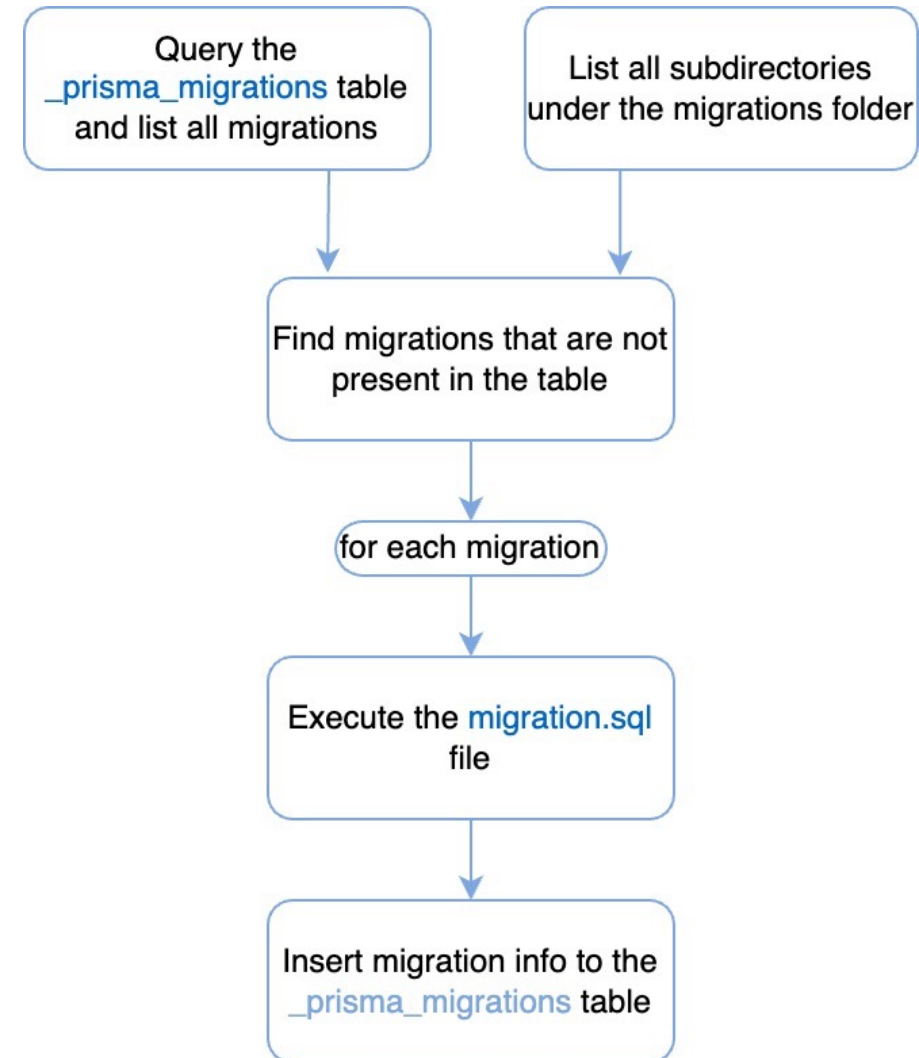 Query the
_prisma_migrations table
and list all migrations
List all subdirectories
under the migrations folder
Find migrations that are not
present in the table
for each migration
Execute the migration.sql
file
Insert migration info to the
_prisma_migrations table